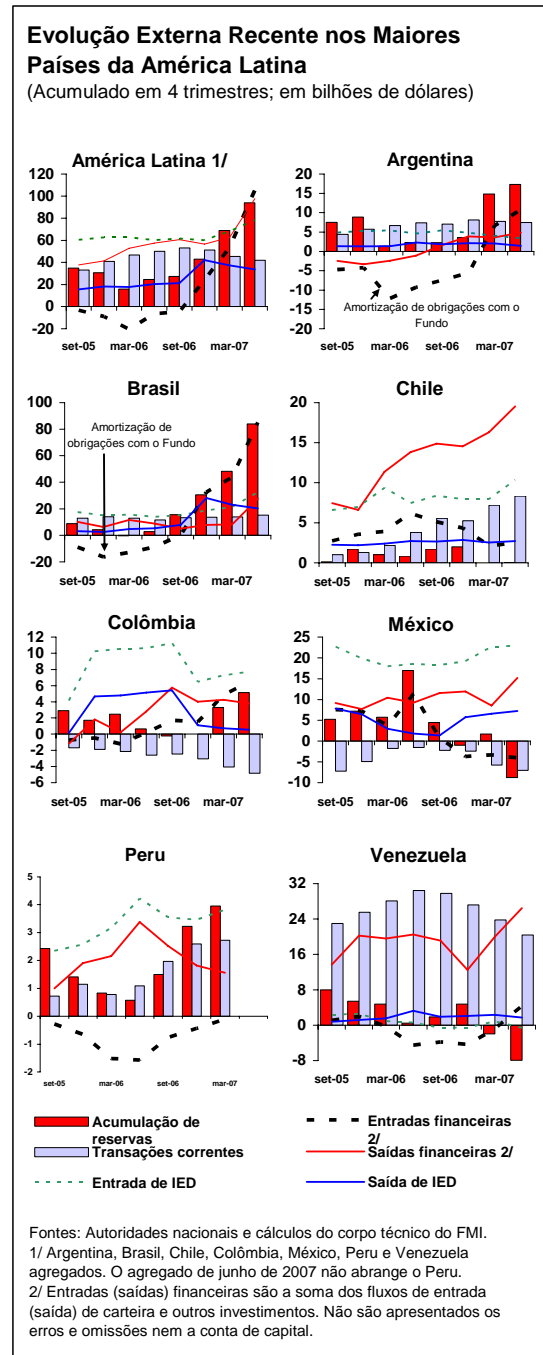 Evolução Externa Recente nos Maiores
Países da América Latina
(Acumulado em 4 trimestres; em bilhões de dólares)
América Latina 1/
120
100
80
60
40
20
0
-20
set-05 mar-06 set-06 mar-07
Argentina
20
15
10
5
0
-5
-10
-15
-20
Amortização de obrigações com o
Fundo
set-05 mar-06 set-06 mar-07
Brasil
100
80
60
40
20
0
-20
Amortização de
obrigações com o Fundo
set-05 mar-06 set-06 mar-07
Chile
20
15
10
5
0
set-05 mar-06 set-06 mar-07
Colômbia
12
10
8
6
4
2
0
-2
-4
-6
set-05 mar-06 set-06 mar-07
México
25
20
15
10
5
0
-5
-10
set-05 mar-06 set-06 mar-07
Peru
5
4
3
2
1
0
-1
-2
set-05 mar-06 set-06 mar-07
Venezuela
32
24
16
8
0
-8
set-05 mar-06 set-06 mar-07
Acumulação de
reservas
Transações correntes
Entrada de IED
Entradas financeiras
2/
Saídas financeiras 2/
Saída de IED
Fontes: Autoridades nacionais e cálculos do corpo técnico do FMI.
1/ Argentina, Brasil, Chile, Colômbia, México, Peru e Venezuela
agregados. O agregado de junho de 2007 não abrange o Peru.
2/ Entradas (saídas) financeiras são a soma dos fluxos de entrada
(saída) de carteira e outros investimentos. Não são apresentados os
erros e omissões nem a conta de capital.